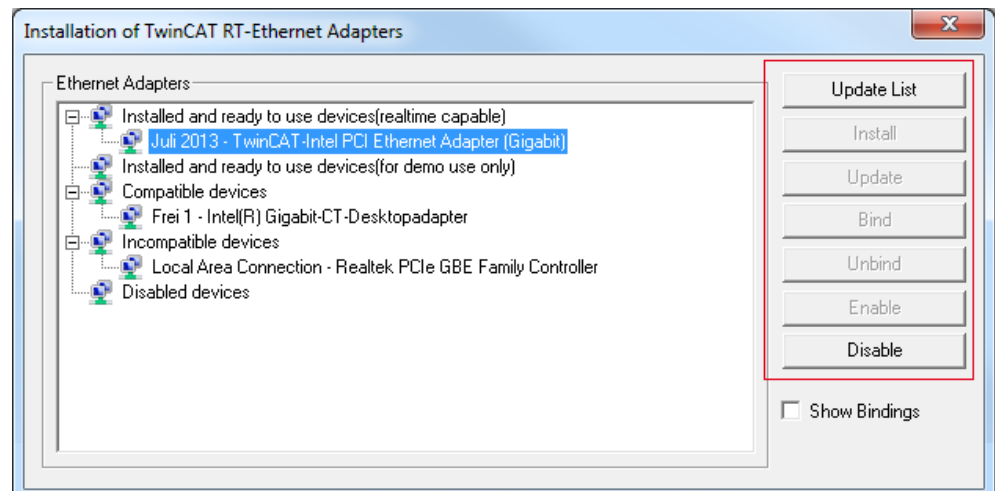 Installation of TwinCAT RT-Ethernet Adapters
X
Ethernet Adapters
Installed and ready to use devices(realtime capable)
Juli 2013 - TwinCAT-Intel PCI Ethernet Adapter (Gigabit)
Installed and ready to use devices(for demo use only)
Compatible devices
Frei 1 - Intel(R) Gigabit-CT-Desktopadapter
Incompatible devices
Local Area Connection - Realtek PCIe GBE Family Controller
Disabled devices
Update List
Install
Update
Bind
Unbind
Enable
Disable
Show Bindings